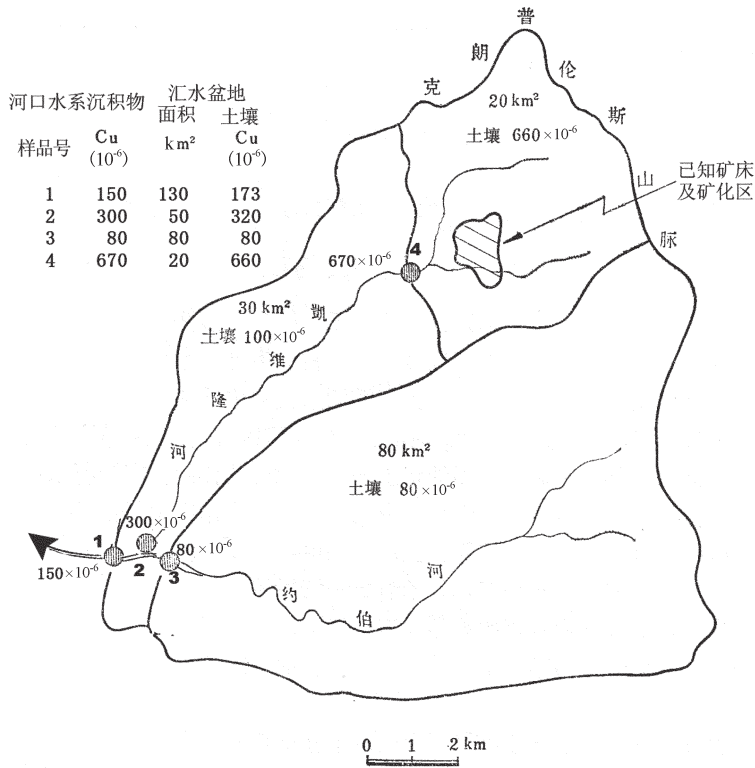 普
朗
伦
克
斯
山
脉
河口水系沉积物 汇水盆地
面积 土壤
样品号 Cu km² Cu
(10⁻⁶) (10⁻⁶)
1 150 130 173
2 300 50 320
3 80 80 80
4 670 20 660
20 km²
土壤 660×10⁻⁶
已知矿床
及矿化区
670×10⁻⁶
4
30 km²
土壤 100×10⁻⁶
凯
维
隆
河
80 km²
土壤 80×10⁻⁶
300×10⁻⁶
1
2
3
80×10⁻⁶
150×10⁻⁶
约
伯
河
0 1 2 km